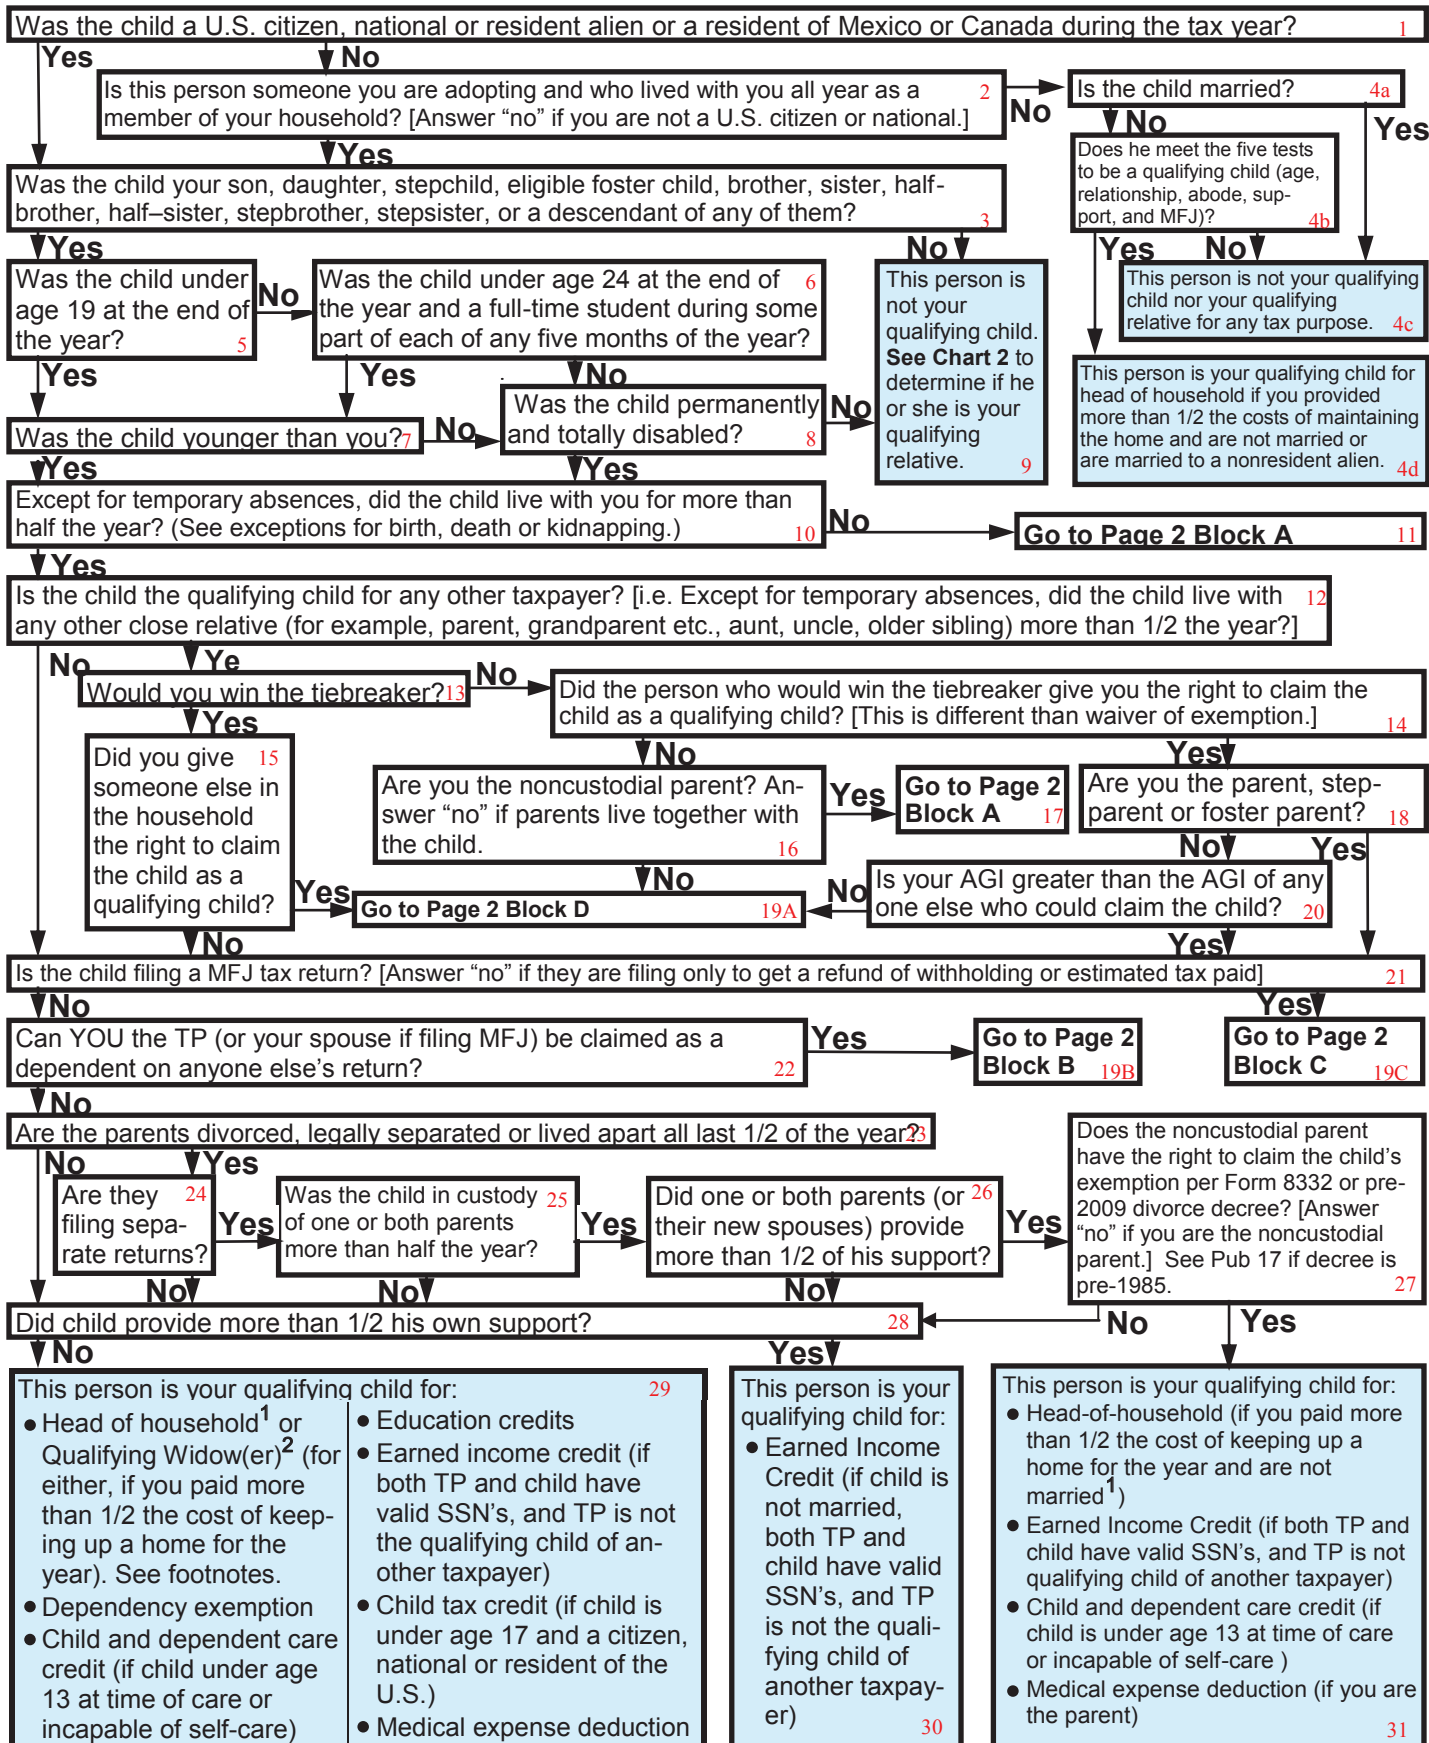 Was the child a U.S. citizen, national or resident alien or a resident of Mexico or Canada during the tax year? 1
Yes
No
Is this person someone you are adopting and who lived with you all year as a 2
member of your household? [Answer “no” if you are not a U.S. citizen or national.]
No
Is the child married? 4a
No
Yes
Yes
Does he meet the five tests
to be a qualifying child (age,
relationship, abode, sup-
port, and MFJ)? 4b
Was the child your son, daughter, stepchild, eligible foster child, brother, sister, half-
brother, half–sister, stepbrother, stepsister, or a descendant of any of them? 3
Yes
No
Yes
No
This person is not your qualifying
child nor your qualifying
relative for any tax purpose. 4c
Was the child under
age 19 at the end of
the year? 5
No
Was the child under age 24 at the end of 6
the year and a full-time student during some
part of each of any five months of the year?
This person is
not your
qualifying child.
See Chart 2 to
determine if he
or she is your
qualifying
relative. 9
Yes
Yes
No
This person is your qualifying child for
head of household if you provided
more than 1/2 the costs of maintaining
the home and are not married or
are married to a nonresident alien. 4d
Was the child younger than you? 7
No
Was the child permanently
and totally disabled? 8
No
Yes
Yes
Except for temporary absences, did the child live with you for more than
half the year? (See exceptions for birth, death or kidnapping.) 10
No
Go to Page 2 Block A 11
Yes
Is the child the qualifying child for any other taxpayer? [i.e. Except for temporary absences, did the child live with 12
any other close relative (for example, parent, grandparent etc., aunt, uncle, older sibling) more than 1/2 the year?]
No
Ye
Would you win the tiebreaker? 13
No
Did the person who would win the tiebreaker give you the right to claim the
child as a qualifying child? [This is different than waiver of exemption.] 14
Yes
No
Yes
Did you give 15
someone else in
the household
the right to claim
the child as a
qualifying child?
Are you the noncustodial parent? An-
swer “no” if parents live together with
the child. 16
Yes
Go to Page 2
Block A 17
Are you the parent, step-
parent or foster parent? 18
No
Yes
No
Yes
Go to Page 2 Block D 19A
No
Is your AGI greater than the AGI of any
one else who could claim the child? 20
No
Yes
Is the child filing a MFJ tax return? [Answer “no” if they are filing only to get a refund of withholding or estimated tax paid] 21
No
Yes
Can YOU the TP (or your spouse if filing MFJ) be claimed as a
dependent on anyone else’s return? 22
Yes
Go to Page 2
Block B 19B
Go to Page 2
Block C 19C
No
Are the parents divorced, legally separated or lived apart all last 1/2 of the year? 23
No
Yes
Are they 24
filing sepa-
rate returns?
Yes
Was the child in custody 25
of one or both parents
more than half the year?
Yes
Did one or both parents (or 26
their new spouses) provide
more than 1/2 of his support?
Yes
Does the noncustodial parent
have the right to claim the child’s
exemption per Form 8332 or pre-
2009 divorce decree? [Answer
“no” if you are the noncustodial
parent.] See Pub 17 if decree is
pre-1985. 27
No
No
No
Did child provide more than 1/2 his own support? 28
No
Yes
No
Yes
This person is your qualifying child for: 29
• Head of household1 or
Qualifying Widow(er)2 (for
either, if you paid more
than 1/2 the cost of keep-
ing up a home for the
year). See footnotes.
• Dependency exemption
• Child and dependent care
credit (if child under age
13 at time of care or
incapable of self-care)
• Education credits
• Earned income credit (if
both TP and child have
valid SSN’s, and TP is not
the qualifying child of an-
other taxpayer)
• Child tax credit (if child is
under age 17 and a citizen,
national or resident of the
U.S.)
• Medical expense deduction
This person is your
qualifying child for:
• Earned Income
Credit (if child is
not married,
both TP and
child have valid
SSN’s, and TP
is not the quali-
fying child of
another taxpay-
er) 30
This person is your qualifying child for:
• Head-of-household (if you paid more
than 1/2 the cost of keeping up a
home for the year and are not
married1)
• Earned Income Credit (if both TP and
child have valid SSN’s, and TP is not
qualifying child of another taxpayer)
• Child and dependent care credit (if
child is under age 13 at time of care
or incapable of self-care )
• Medical expense deduction (if you are
the parent) 31